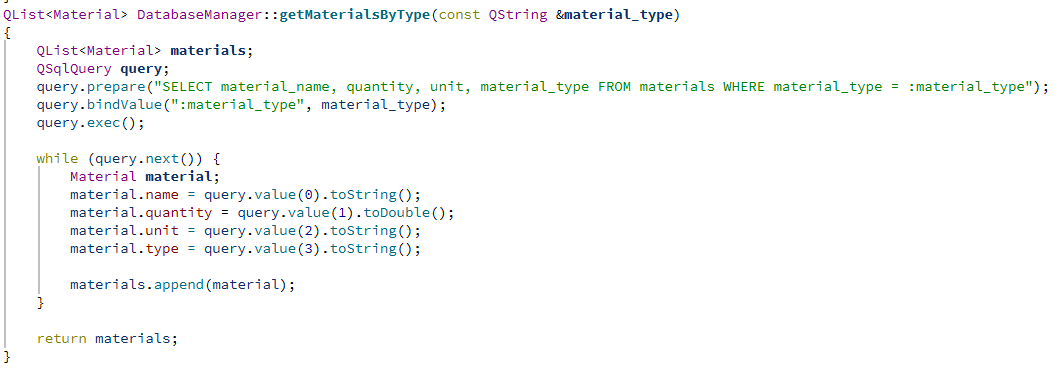 QList<Material> DatabaseManager::getMaterialsByType(const QString &material_type)
{
    QList<Material> materials;
    QSqlQuery query;
    query.prepare("SELECT material_name, quantity, unit, material_type FROM materials WHERE material_type = :material_type");
    query.bindValue(":material_type", material_type);
    query.exec();

    while (query.next()) {
        Material material;
        material.name = query.value(0).toString();
        material.quantity = query.value(1).toDouble();
        material.unit = query.value(2).toString();
        material.type = query.value(3).toString();

        materials.append(material);
    }

    return materials;
}